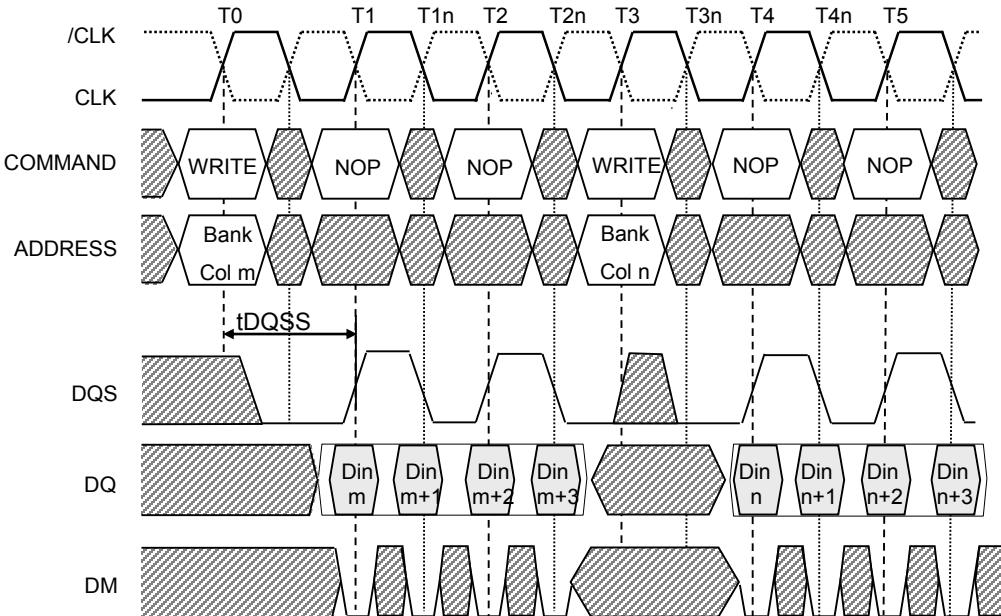 T0 T1 T1n T2 T2n T3 T3n T4 T4n T5
/CLK
CLK
COMMAND WRITE NOP NOP WRITE NOP NOP
ADDRESS
Bank
Col m
Bank
Col n
tDQSS
DQS
DQ
Din
m
Din
m+1
Din
m+2
Din
m+3
Din
n
Din
n+1
Din
n+2
Din
n+3
DM